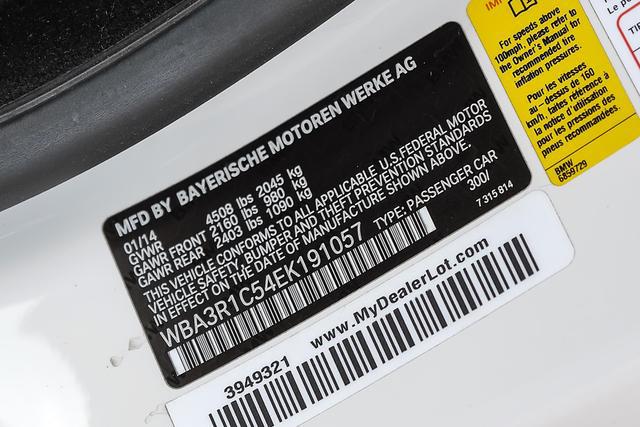 MFD BY BAYERISCHE MOTOREN WERKE AG
01/14
GVWR 4508 lbs 2045 kg
GAWR FRONT 2160 lbs 980 kg
GAWR REAR 2403 lbs 1090 kg
THIS VEHICLE CONFORMS TO ALL APPLICABLE U.S.FEDERAL MOTOR
VEHICLE SAFETY, BUMPER AND THEFT PREVENTION STANDARDS
IN EFFECT ON THE DATE OF MANUFACTURE SHOWN ABOVE.
WBA3R1C54EK191057 TYPE: PASSENGER CAR
300/
7 315 814
3949321 www.MyDealerLot.com
For speeds above
100mph, please refer to
the Owner's Manual for
recommended tire
inflation pressures.
Pour les vitesses
au - dessus de 160
km/h, faites référence à
la notice d'utilisation
pour les pressions des
pneus recommandées.
BMW
6859729